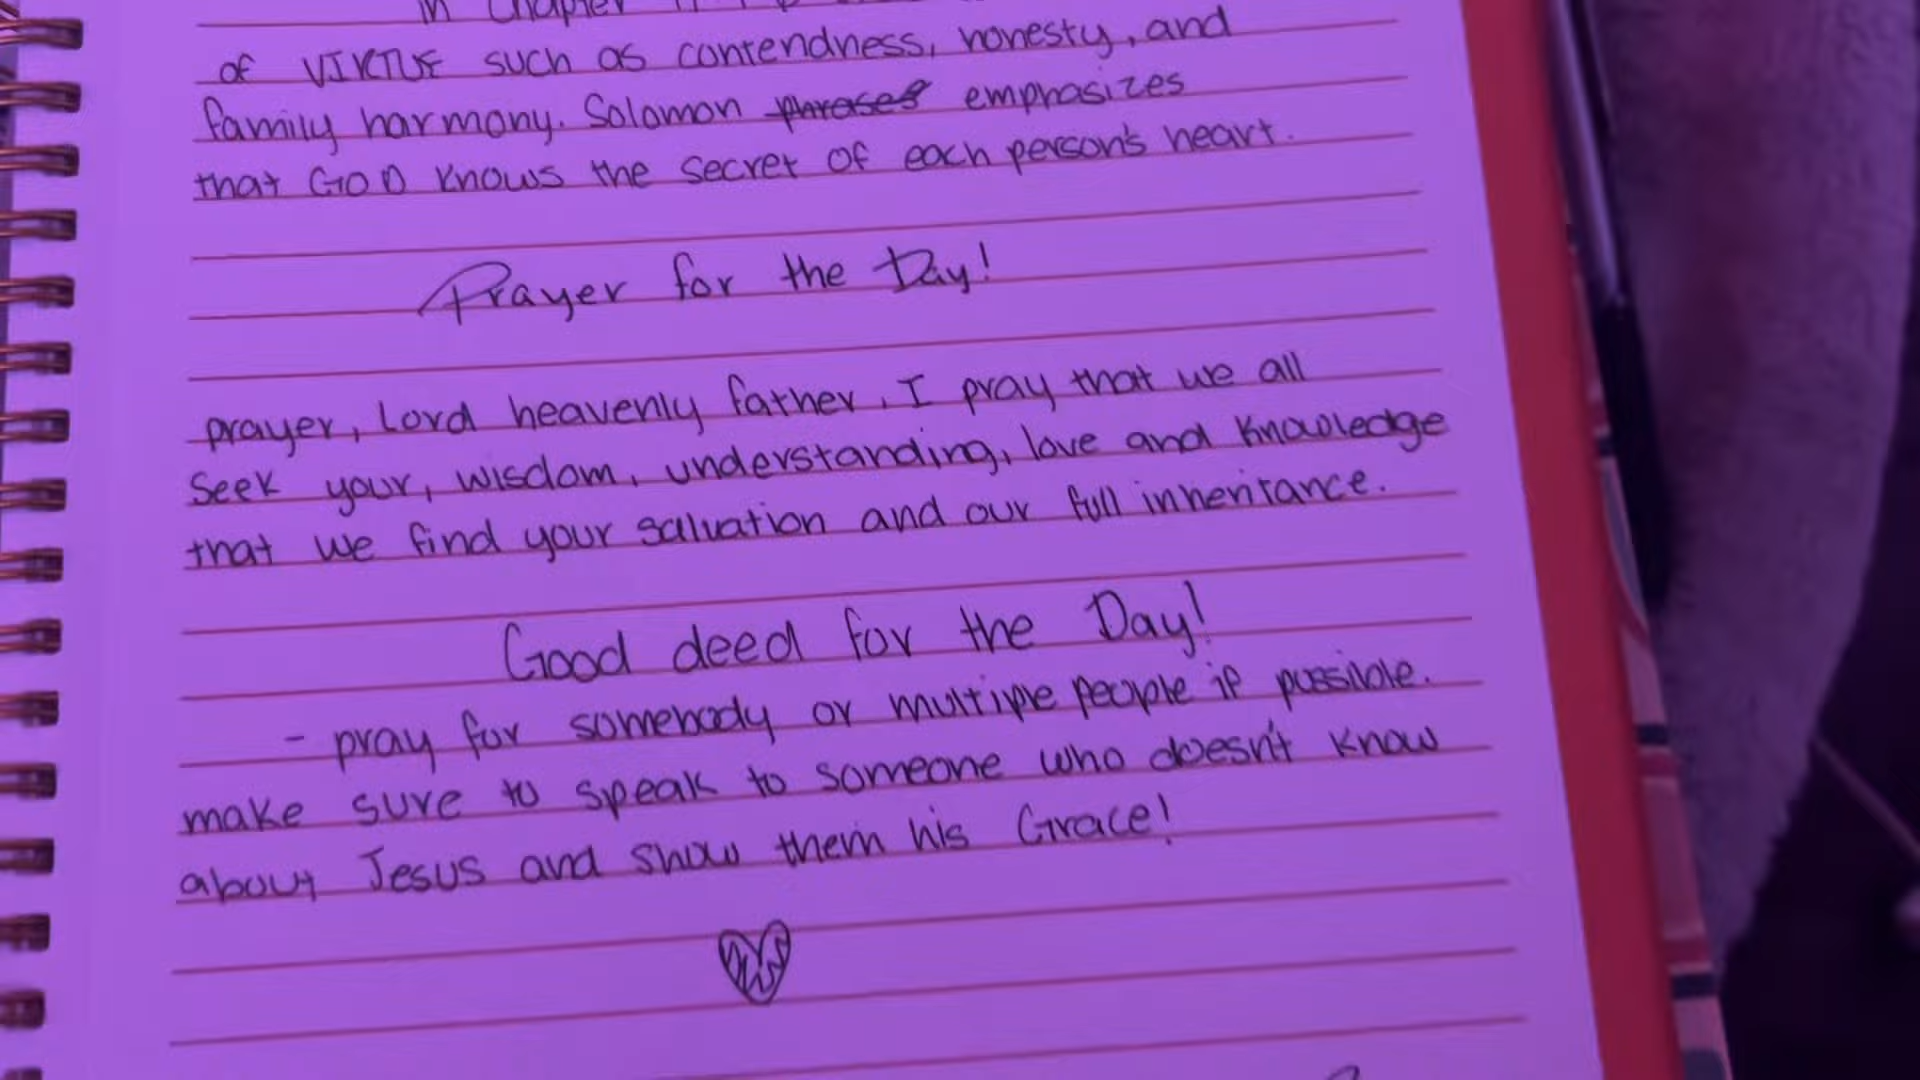 in Chapter
of VIRTUE such as contendness, honesty, and
family harmony. Solomon phrases emphasizes
that GOD knows the secret of each person's heart.
Prayer for the Day!
prayer, Lord heavenly father, I pray that we all
Seek your, wisdom, understanding, love and knowledge
that we find your salvation and our full inheritance.
Good deed for the Day!
- pray for somebody or multiple people if possible.
make sure to speak to someone who doesn't know
about Jesus and show them his Grace!